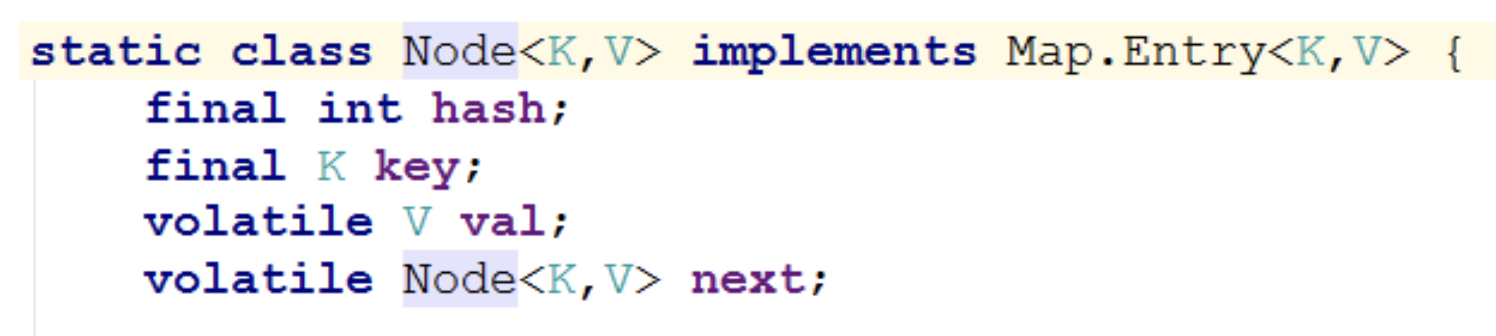 static class Node<K,V> implements Map.Entry<K,V> {
final int hash;
final K key;
volatile V val;
volatile Node<K,V> next;